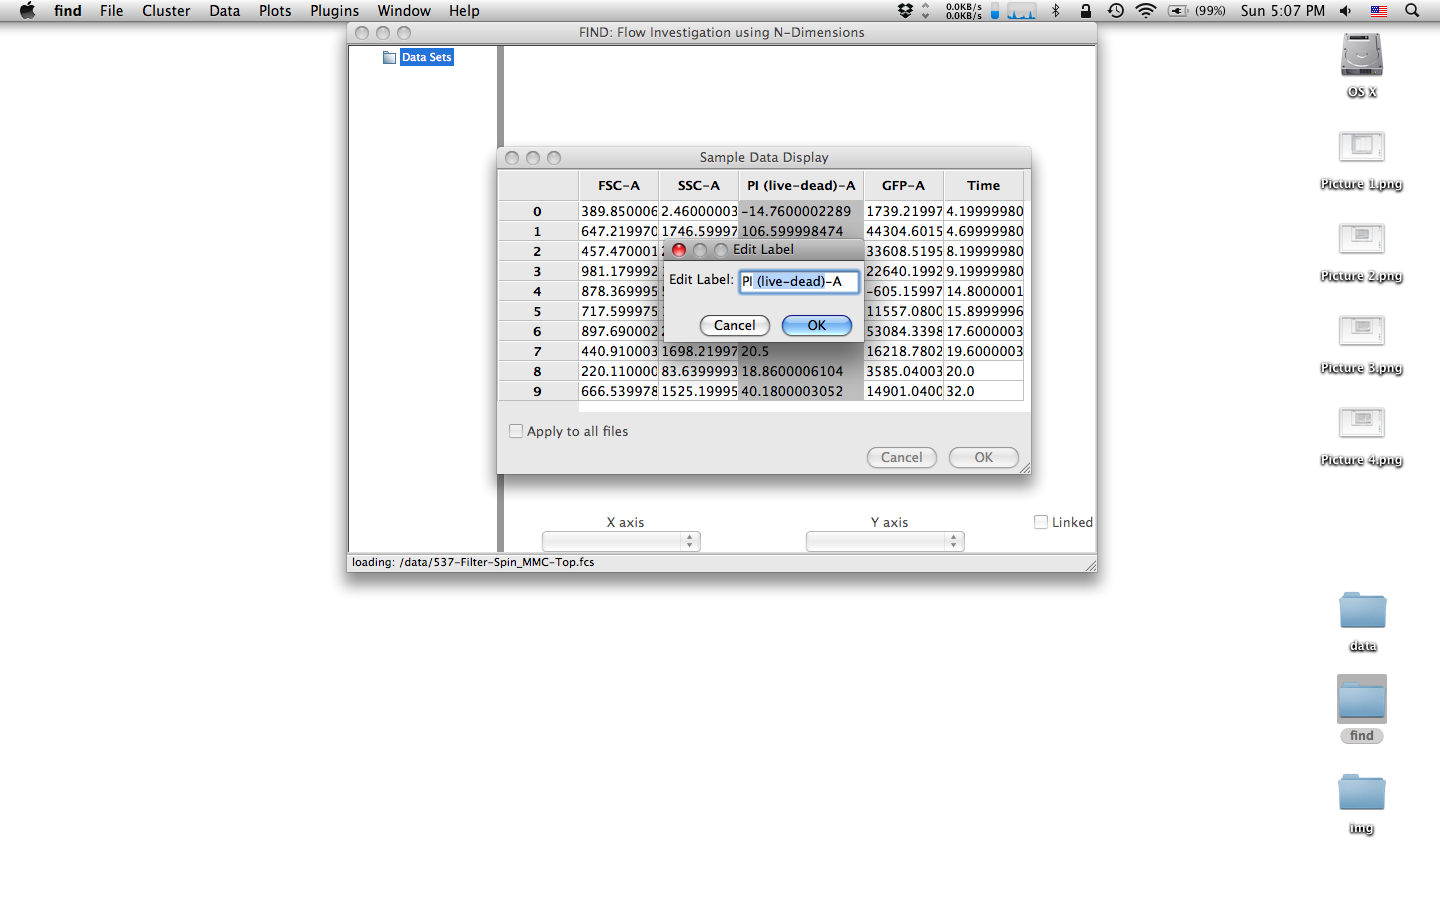 find File Cluster Data Plots Plugins Window Help 0.0KB/s 0.0KB/s (99%) Sun 5:07 PM
FIND: Flow Investigation using N-Dimensions
Data Sets
Sample Data Display
FSC-A SSC-A PI (live-dead)-A GFP-A Time
0 389.850006 2.46000003 -14.7600002289 1739.21997 4.19999980
1 647.219970 1746.59997 106.599998474 44304.6015 4.69999980
2 457.470001 33608.5195 8.19999980
3 981.179992 22640.1992 9.19999980
4 878.369995 -605.15997 14.8000001
5 717.599975 11557.0800 15.8999996
6 897.690002 53084.3398 17.6000003
7 440.910003 1698.21997 20.5 16218.7802 19.6000003
8 220.110000 83.6399993 18.8600006104 3585.04003 20.0
9 666.539978 1525.19995 40.1800003052 14901.0400 32.0
Edit Label
Edit Label: PI (live-dead)-A
Cancel OK
Apply to all files
Cancel OK
X axis Y axis Linked
loading: /data/537-Filter-Spin_MMC-Top.fcs
OS X
Picture 1.png
Picture 2.png
Picture 3.png
Picture 4.png
data
find
img